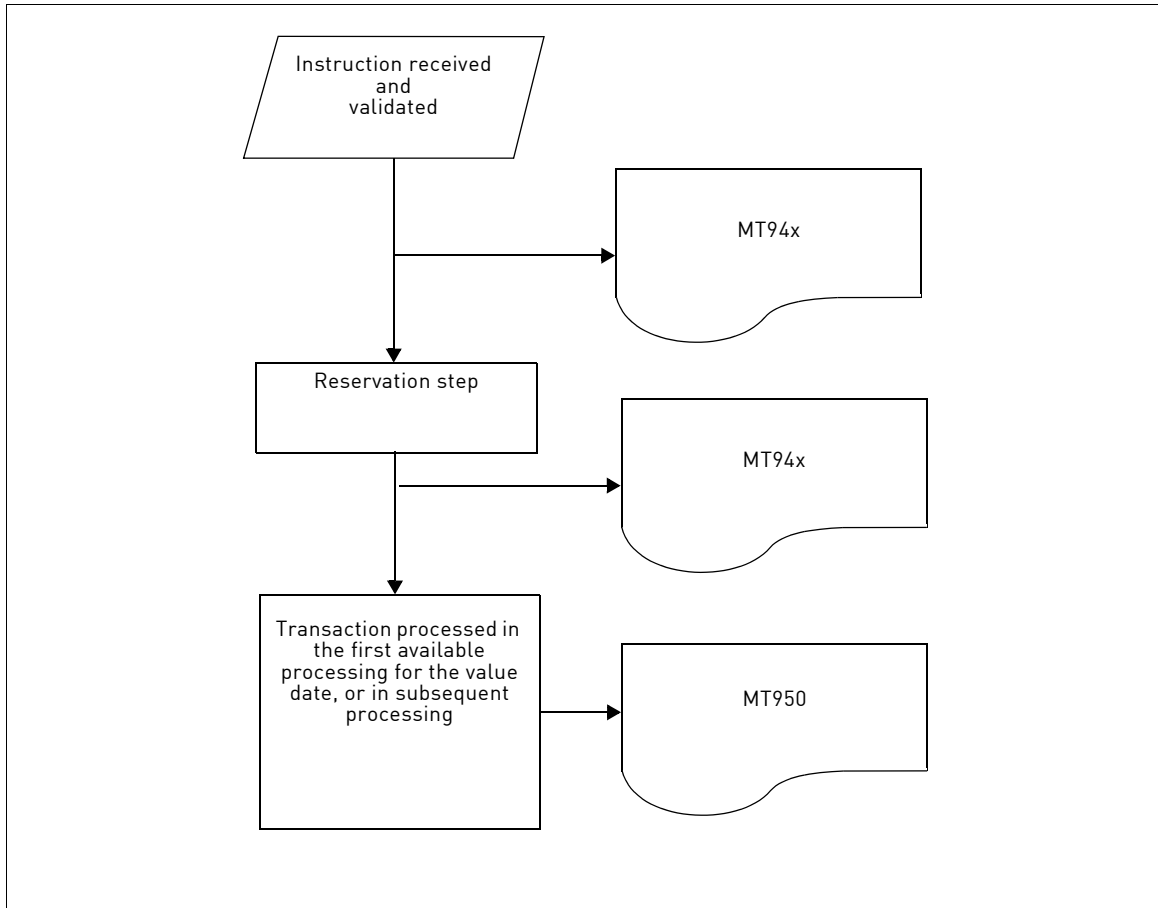 Instruction received
and
validated
MT94x
Reservation step
MT94x
Transaction processed in
the first available
processing for the value
date, or in subsequent
processing
MT950